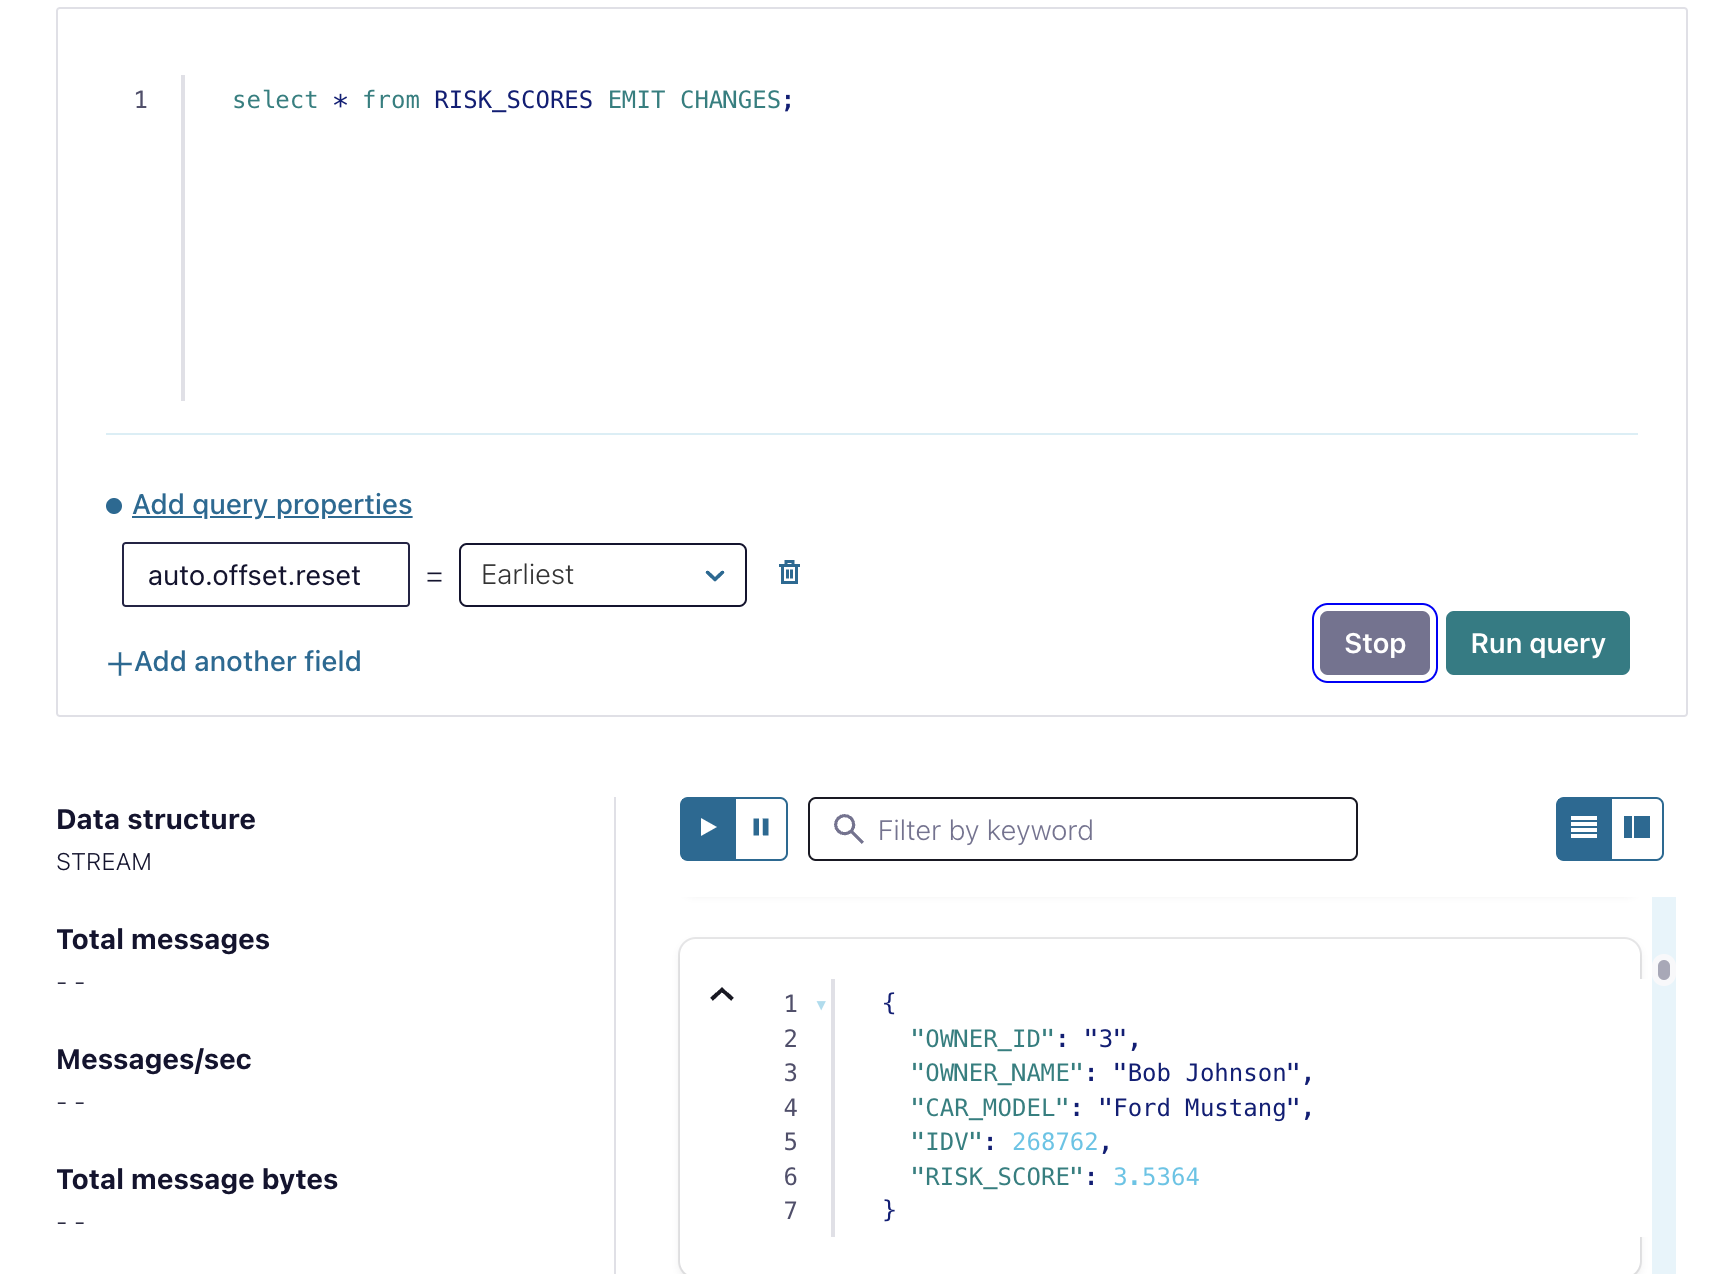 1 select * from RISK_SCORES EMIT CHANGES;
Add query properties
auto.offset.reset = Earliest
+Add another field
Stop Run query
Data structure
STREAM
Total messages
--
Messages/sec
--
Total message bytes
--
Filter by keyword
1 {
2 "OWNER_ID": "3",
3 "OWNER_NAME": "Bob Johnson",
4 "CAR_MODEL": "Ford Mustang",
5 "IDV": 268762,
6 "RISK_SCORE": 3.5364
7 }